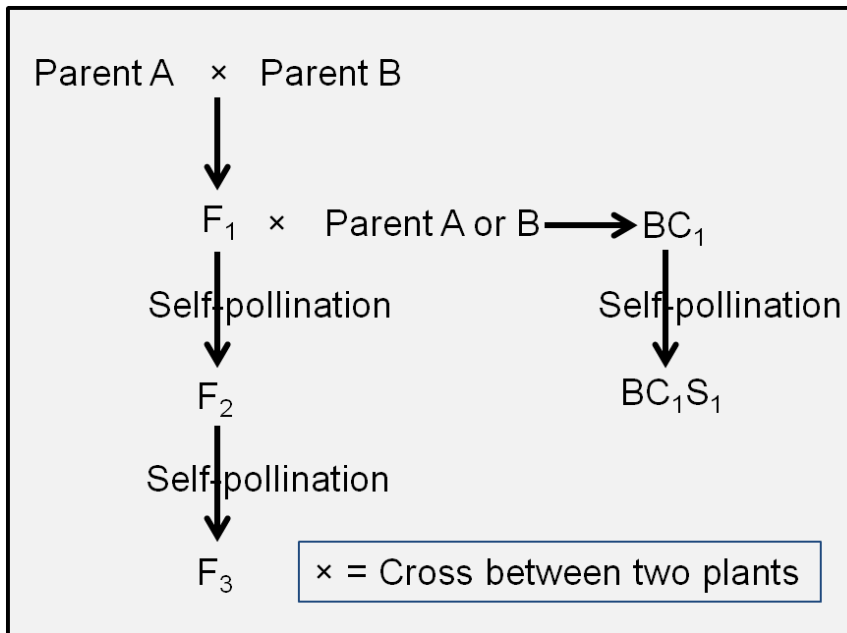 Parent A × Parent B
F₁ × Parent A or B BC₁
Self-pollination Self-pollination
F₂ BC₁S₁
Self-pollination
F₃
× = Cross between two plants